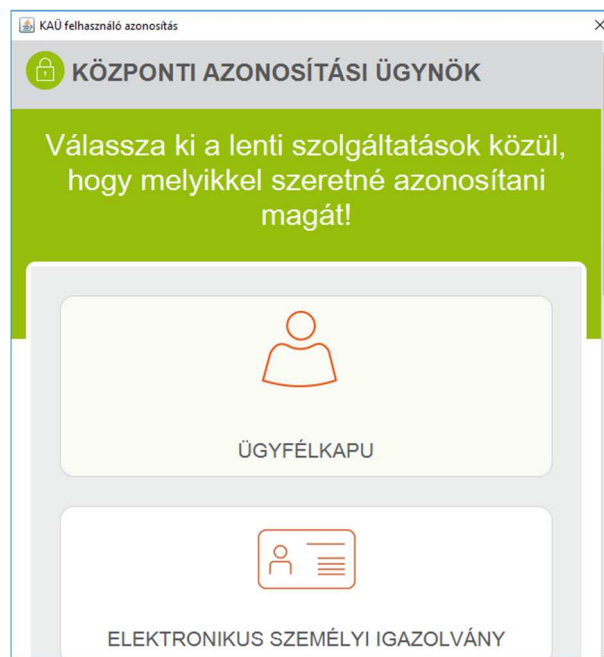 KAÜ felhasználó azonosítás
KÖZPONTI AZONOSÍTÁSI ÜGYNÖK
Válassza ki a lenti szolgáltatások közül,
hogy melyikkel szeretné azonosítani
magát!
ÜGYFÉLKAPU
ELEKTRONIKUS SZEMÉLYI IGAZOLVÁNY